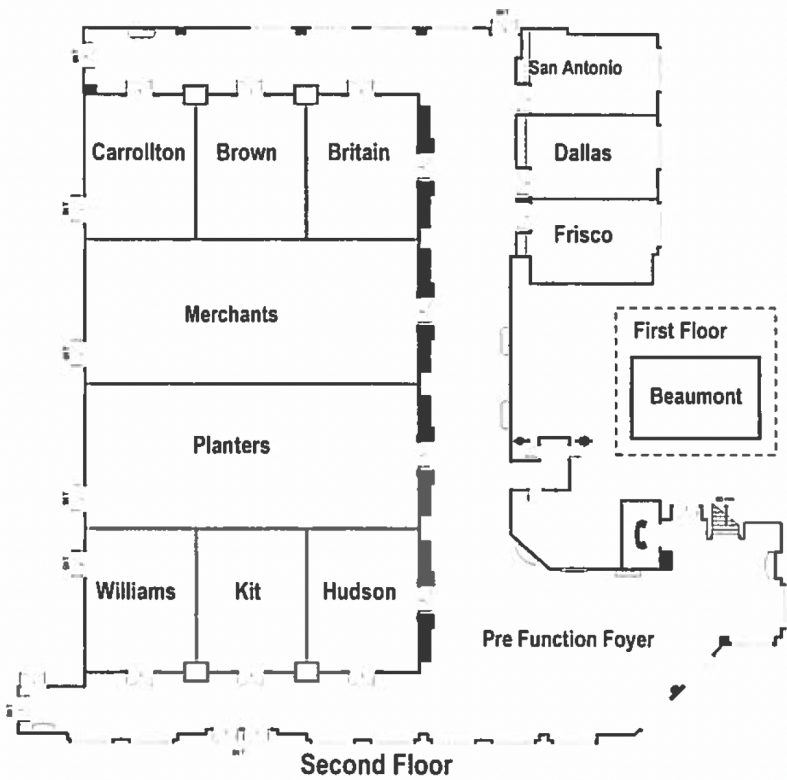 San Antonio
Carrollton
Brown
Britain
Dallas
Frisco
Merchants
First Floor
Beaumont
Planters
Williams
Kit
Hudson
Pre Function Foyer
Second Floor